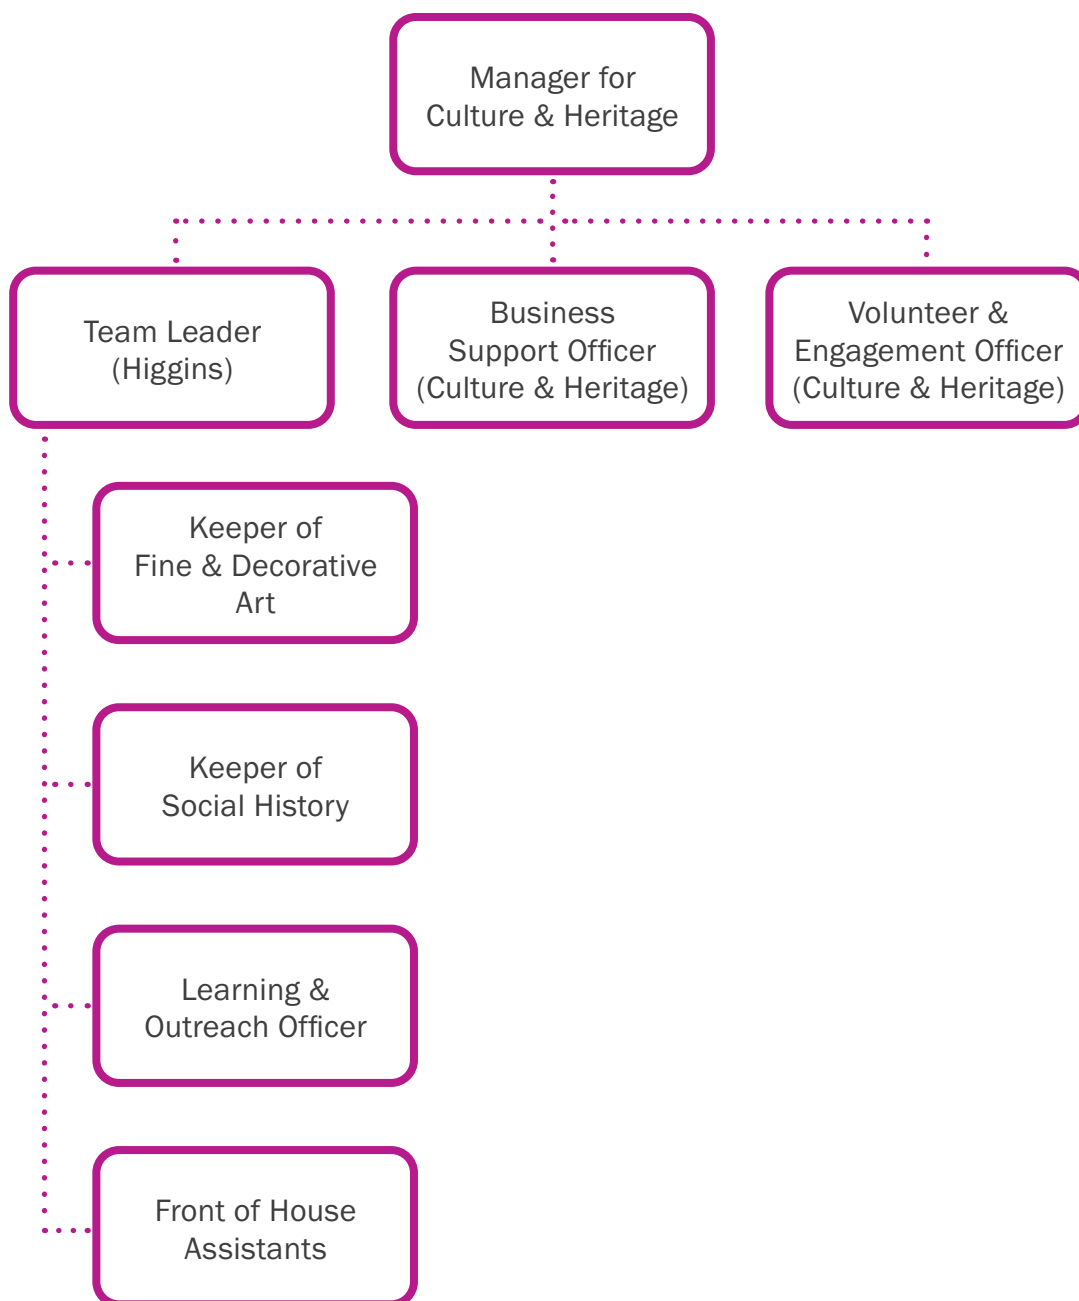 Manager for
Culture & Heritage
Team Leader
(Higgins)
Business
Support Officer
(Culture & Heritage)
Volunteer &
Engagement Officer
(Culture & Heritage)
Keeper of
Fine & Decorative
Art
Keeper of
Social History
Learning &
Outreach Officer
Front of House
Assistants